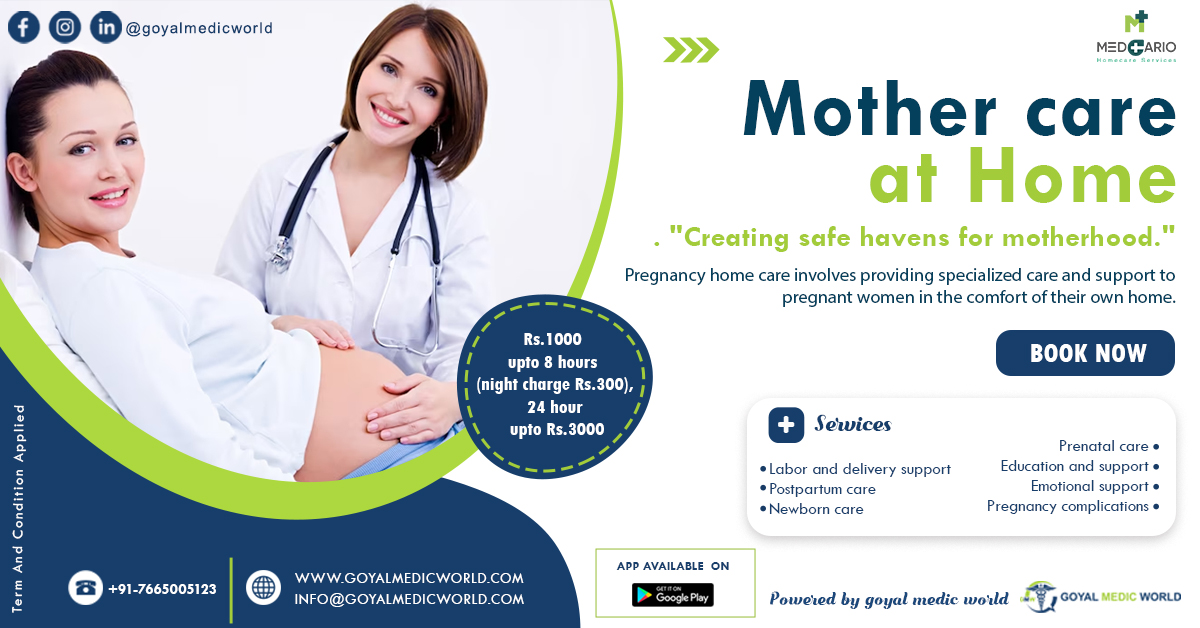 @goyalmedicworld
MEDCARIO
Homecare Services
Mother care
at Home
. "Creating safe havens for motherhood."
Pregnancy home care involves providing specialized care and support to
pregnant women in the comfort of their own home.
BOOK NOW
Rs.1000
upto 8 hours
(night charge Rs.300),
24 hour
upto Rs.3000
Services
•Labor and delivery support
•Postpartum care
•Newborn care
Prenatal care •
Education and support •
Emotional support •
Pregnancy complications •
Term And Condition Applied
+91-7665005123
WWW.GOYALMEDICWORLD.COM
INFO@GOYALMEDICWORLD.COM
APP AVAILABLE ON
GET IT ON
Google Play
Powered by goyal medic world
GOYAL MEDIC WORLD